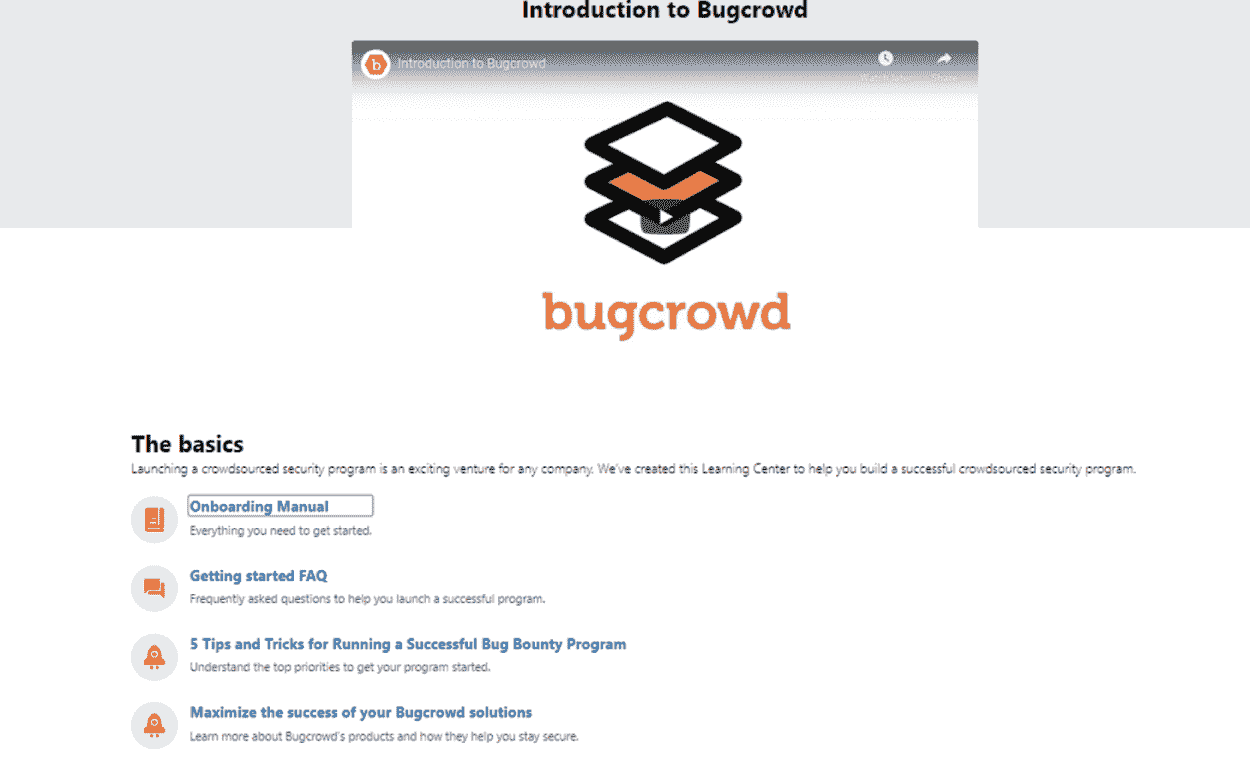 Introduction to Bugcrowd
b Introduction to Bugcrowd
bugcrowd
The basics
Launching a crowdsourced security program is an exciting venture for any company. We've created this Learning Center to help you build a successful crowdsourced security program.
Onboarding Manual
Everything you need to get started.
Getting started FAQ
Frequently asked questions to help you launch a successful program.
5 Tips and Tricks for Running a Successful Bug Bounty Program
Understand the top priorities to get your program started.
Maximize the success of your Bugcrowd solutions
Learn more about Bugcrowd's products and how they help you stay secure.